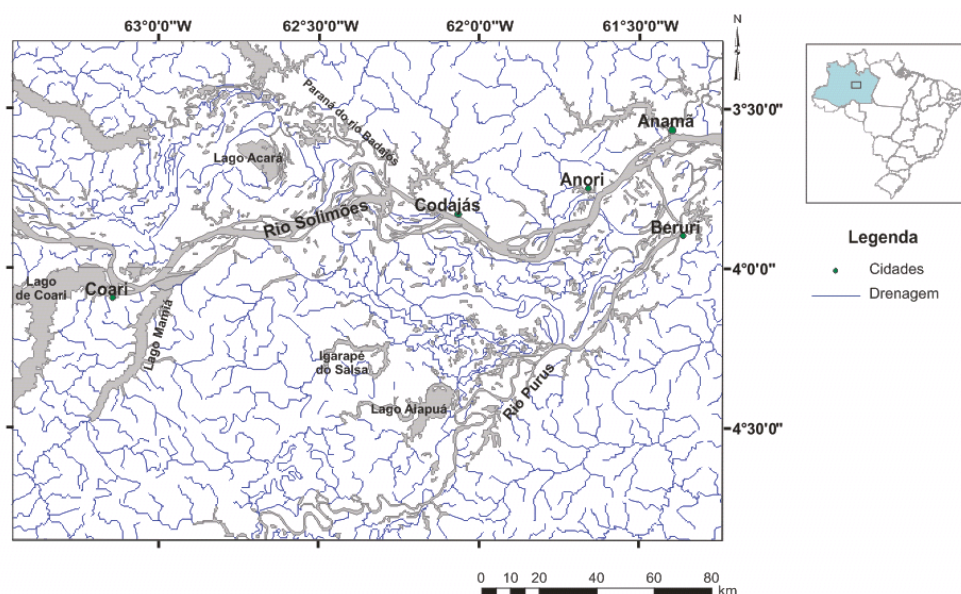 63°0'0"W
62°30'0"W
62°0'0"W
61°30'0"W
N
3°30'0"
4°0'0"
4°30'0"
Paraná do rio Badajós
Lago Acará
Anamã
Anori
Codajás
Rio Solimões
Beruri
Lago
de Coari
Coari
Lago Mamiá
Igarapé
do Salsa
Lago Aiapuá
Rio Purus
Legenda
Cidades
Drenagem
0 10 20 40 60 80
km